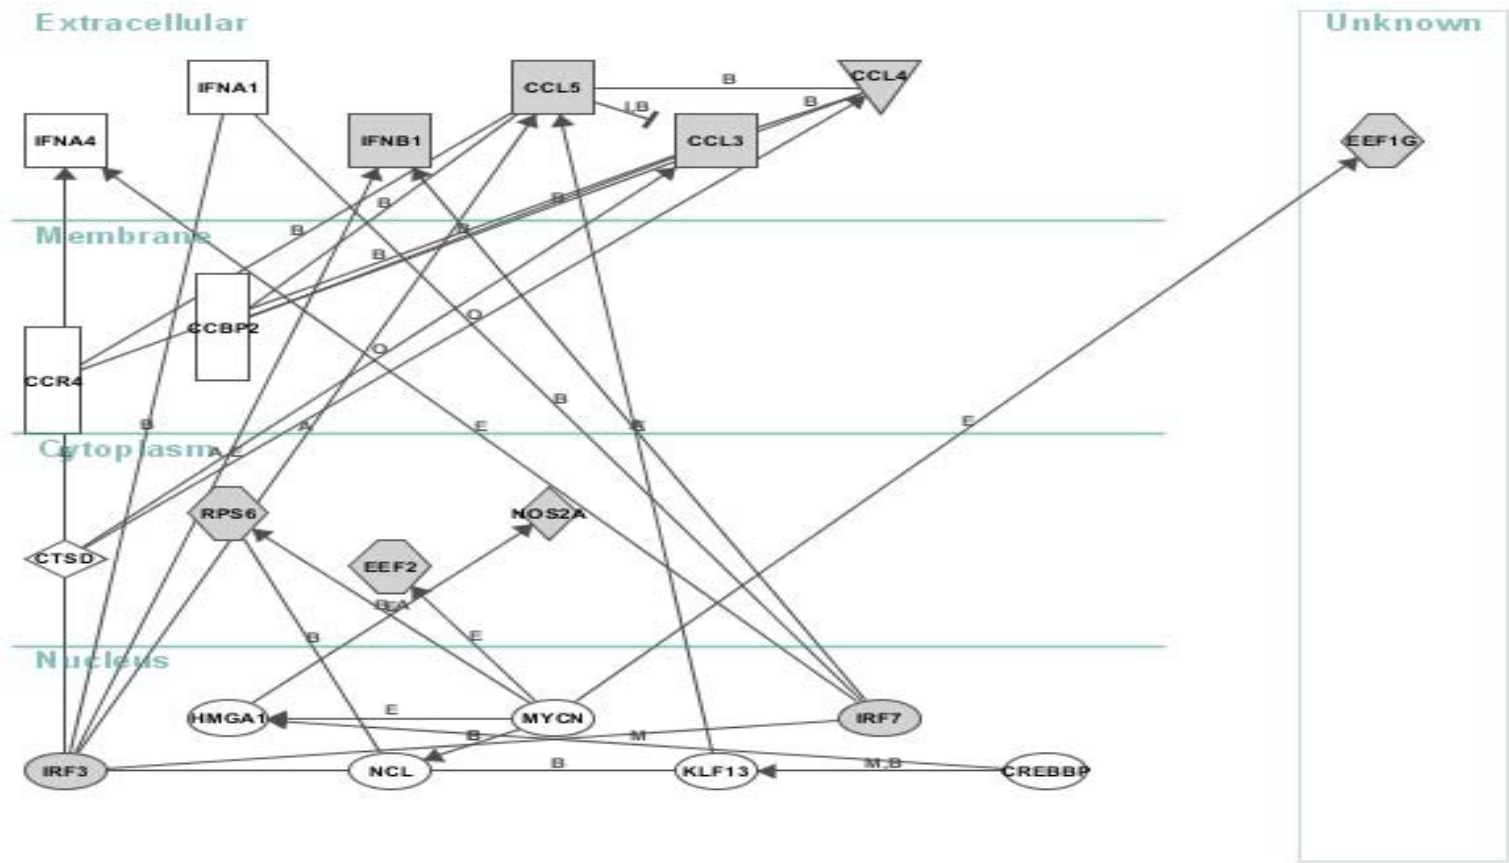 Extracellular
Unknown
IFNA1
CCL5
CCL4
B
I,B
B
IFNA4
IFNB1
CCL3
EEF1G
B
B
B
B
Membrane
B
CCBP2
O
O
CCR4
B
B
A
E
E
E
Cytoplasm
A
E
RPS6
NOS2A
CTSD
EEF2
B
E
Nucleus
HMGA1
E
MYCN
IRF7
B
M
IRF3
NCL
B
KLF13
M,B
CREBBP